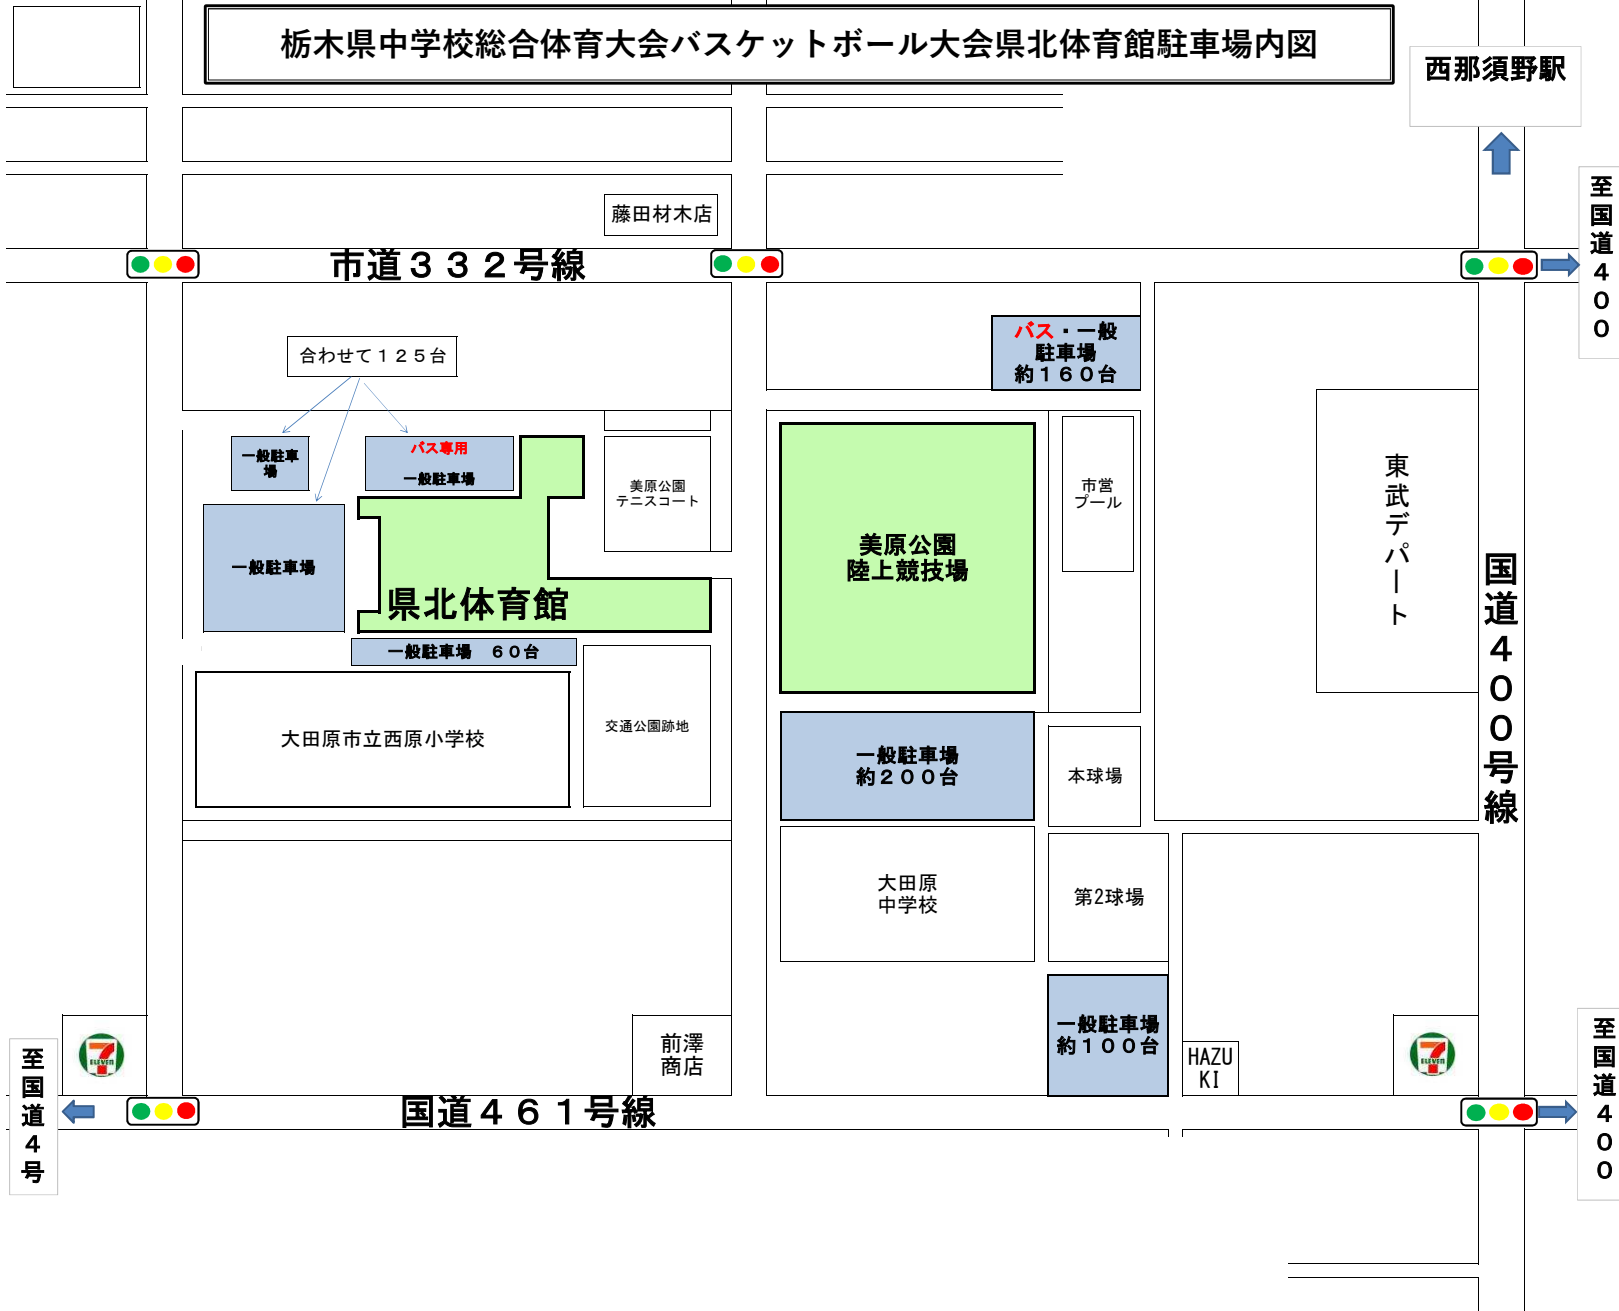 栃木県中学校総合体育大会バスケットボール大会県北体育館駐車場内図
西那須野駅
至国道400
藤田材木店
市道３３２号線
合わせて１２５台
バス・一般
駐車場
約１６０台
一般駐車
場
バス専用
一般駐車場
美原公園
テニスコート
市営
プール
東武デパート
一般駐車場
美原公園
陸上競技場
県北体育館
国道400号線
一般駐車場　６０台
大田原市立西原小学校
交通公園跡地
一般駐車場
約２００台
本球場
大田原
中学校
第2球場
一般駐車場
約１００台
前澤
商店
HAZU
KI
7
ELEVEN
7
ELEVEN
至国道4号
国道４６１号線
至国道400